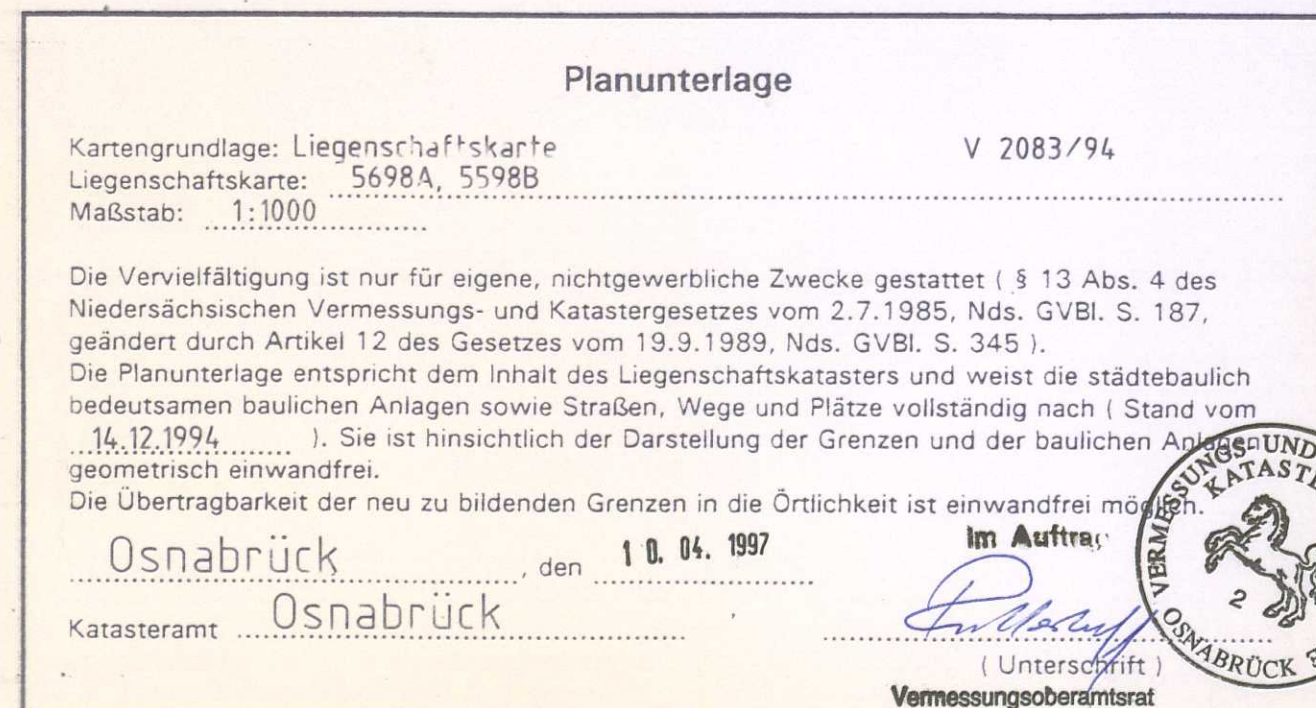 Planunterlage
Kartengrundlage: Liegenschaftskarte V 2083/94
Liegenschaftskarte: 5698A, 5598B
Maßstab: 1:1000
Die Vervielfältigung ist nur für eigene, nichtgewerbliche Zwecke gestattet ( § 13 Abs. 4 des
Niedersächsischen Vermessungs- und Katastergesetzes vom 2.7.1985, Nds. GVBl. S. 187,
geändert durch Artikel 12 des Gesetzes vom 19.9.1989, Nds. GVBl. S. 345 ).
Die Planunterlage entspricht dem Inhalt des Liegenschaftskatasters und weist die städtebaulich
bedeutsamen baulichen Anlagen sowie Straßen, Wege und Plätze vollständig nach ( Stand vom
14.12.1994 ). Sie ist hinsichtlich der Darstellung der Grenzen und der baulichen Anlagen
geometrisch einwandfrei.
Die Übertragbarkeit der neu zu bildenden Grenzen in die Örtlichkeit ist einwandfrei möglich.
Osnabrück, den 10. 04. 1997 Im Auftrag
Katasteramt Osnabrück
( Unterschrift )
Vermessungsoberamtsrat
VERMESSUNGS- UND
KATASTE
2
OSNABRÜCK